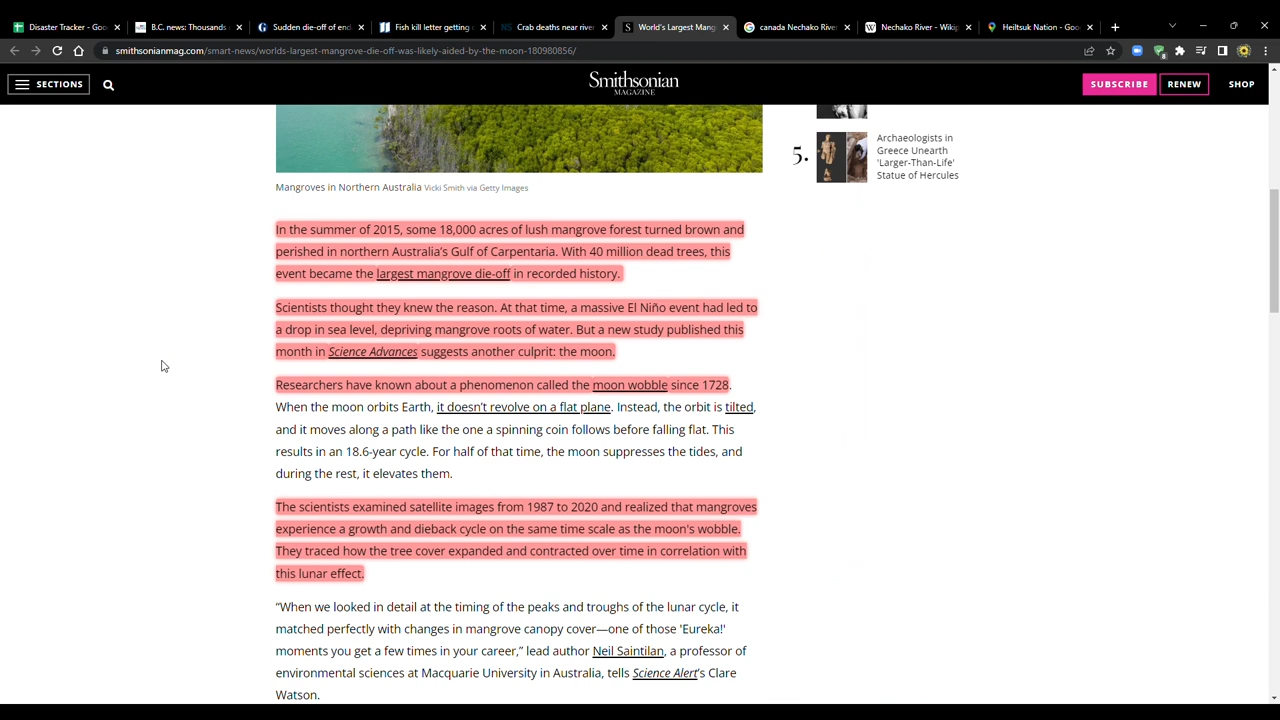 Disaster Tracker - Goo
B.C. news: Thousands
Sudden die-off of end
Fish kill letter getting
Crab deaths near river
World's Largest Mang
canada Nechako River
Nechako River - Wikip
Heiltsuk Nation - Goo
smithsonianmag.com/smart-news/worlds-largest-mangrove-die-off-was-likely-aided-by-the-moon-180980856/
SECTIONS
Smithsonian
MAGAZINE
SUBSCRIBE
RENEW
SHOP
5.
Archaeologists in
Greece Unearth
'Larger-Than-Life'
Statue of Hercules
Mangroves in Northern Australia Vicki Smith via Getty Images
In the summer of 2015, some 18,000 acres of lush mangrove forest turned brown and
perished in northern Australia's Gulf of Carpentaria. With 40 million dead trees, this
event became the largest mangrove die-off in recorded history.
Scientists thought they knew the reason. At that time, a massive El Niño event had led to
a drop in sea level, depriving mangrove roots of water. But a new study published this
month in Science Advances suggests another culprit: the moon.
Researchers have known about a phenomenon called the moon wobble since 1728.
When the moon orbits Earth, it doesn't revolve on a flat plane. Instead, the orbit is tilted,
and it moves along a path like the one a spinning coin follows before falling flat. This
results in an 18.6-year cycle. For half of that time, the moon suppresses the tides, and
during the rest, it elevates them.
The scientists examined satellite images from 1987 to 2020 and realized that mangroves
experience a growth and dieback cycle on the same time scale as the moon's wobble.
They traced how the tree cover expanded and contracted over time in correlation with
this lunar effect.
“When we looked in detail at the timing of the peaks and troughs of the lunar cycle, it
matched perfectly with changes in mangrove canopy cover—one of those 'Eureka!'
moments you get a few times in your career,” lead author Neil Saintilan, a professor of
environmental sciences at Macquarie University in Australia, tells Science Alert's Clare
Watson.